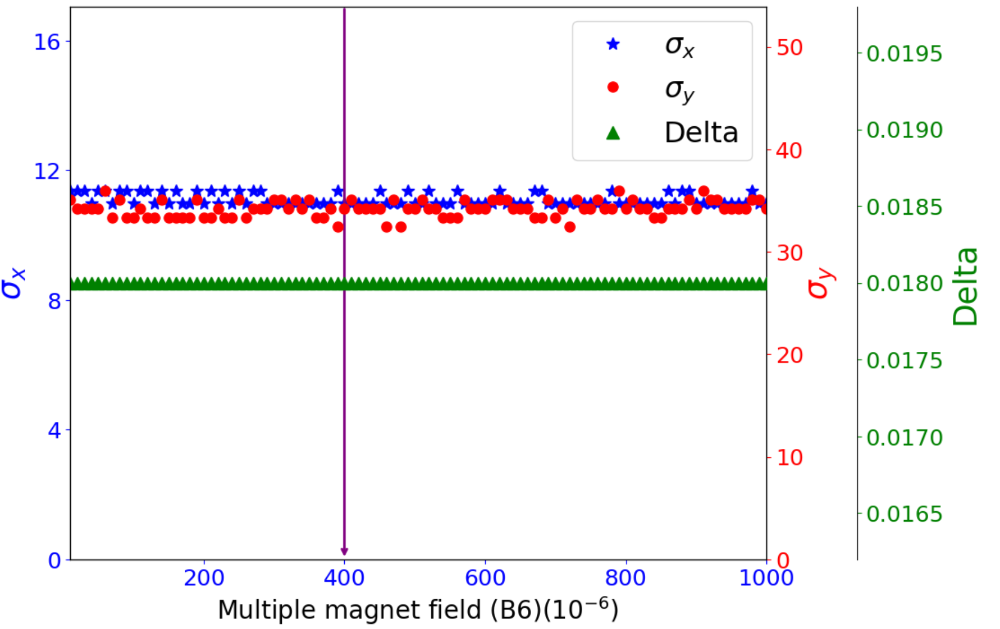 16
12
8
4
0
σx
σx
σy
Delta
50
40
30
20
10
0
σy
0.0195
0.0190
0.0185
0.0180
0.0175
0.0170
0.0165
Delta
200 400 600 800 1000
Multiple magnet field (B6)(10⁻⁶)